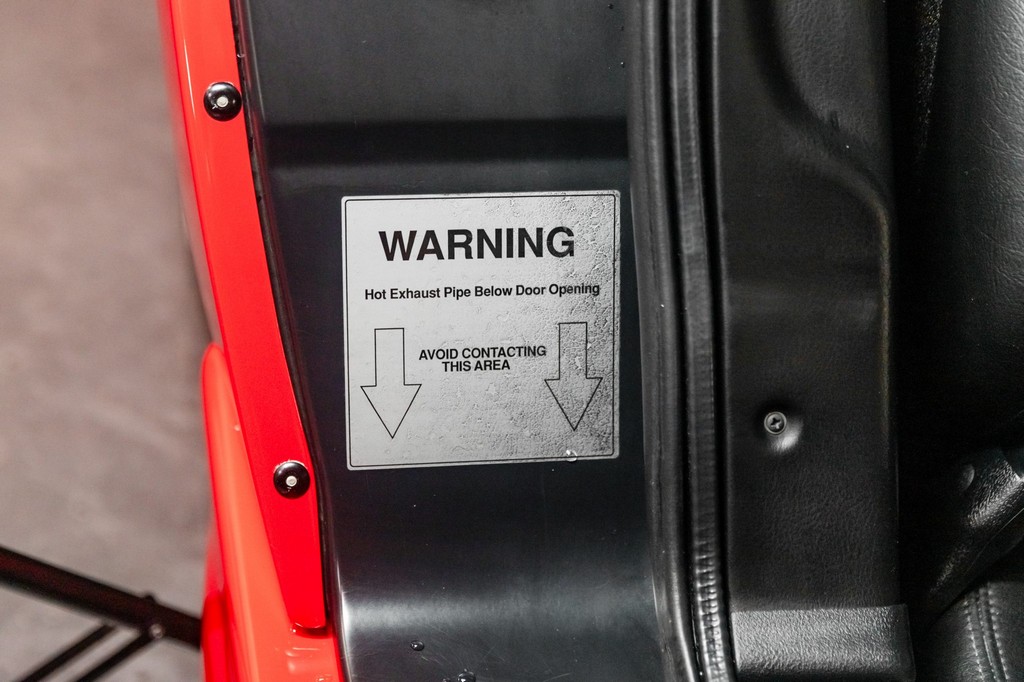 WARNING
Hot Exhaust Pipe Below Door Opening
AVOID CONTACTING
THIS AREA